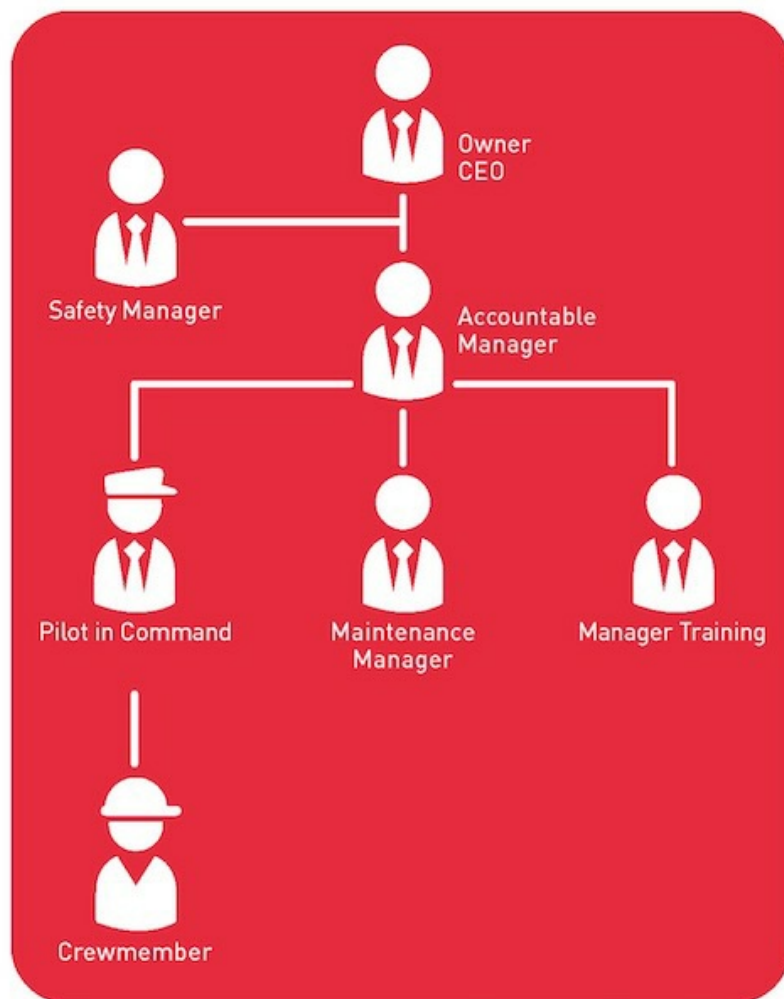 Owner
CEO
Safety Manager
Accountable
Manager
Pilot in Command
Maintenance
Manager
Manager Training
Crewmember